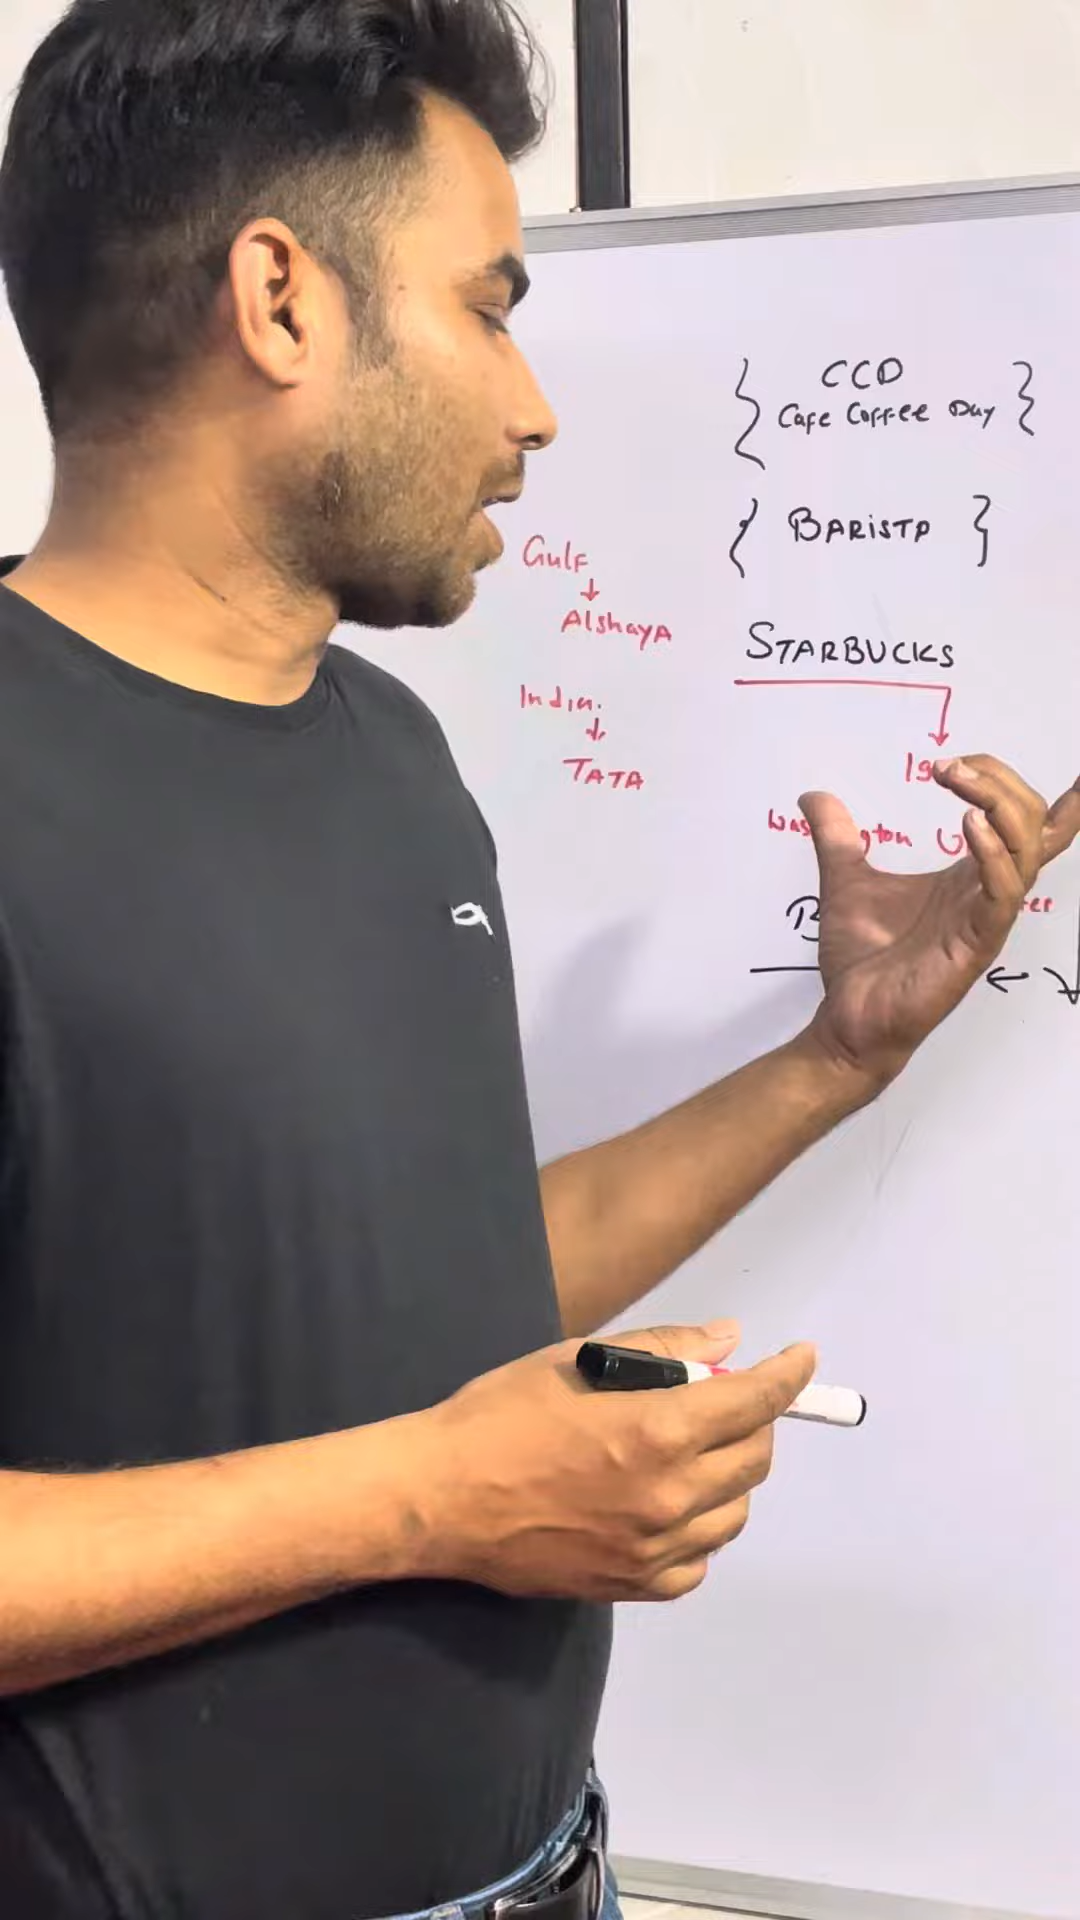 CCD
Cafe Coffee Day
BARISTA
Gulf
AlshayA
STARBUCKS
India.
TATA